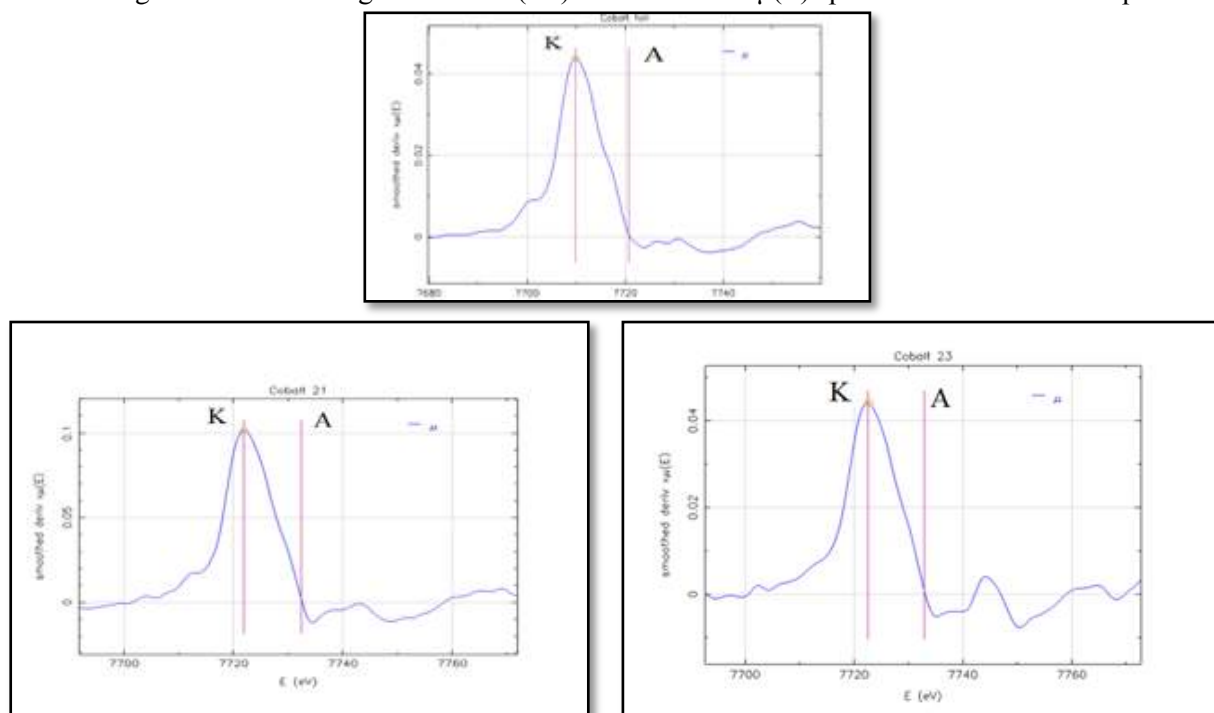 Cobalt foil
K
A
μ
smoothed deriv xμ(E)
0.04
0.02
0
7680
7700
7720
7740
Cobalt 21
K
A
μ
smoothed deriv xμ(E)
0.1
0.05
0
7700
7720
7740
7760
E (eV)
Cobalt 23
K
A
μ
smoothed deriv xμ(E)
0.04
0.02
0
7700
7720
7740
7760
E (eV)